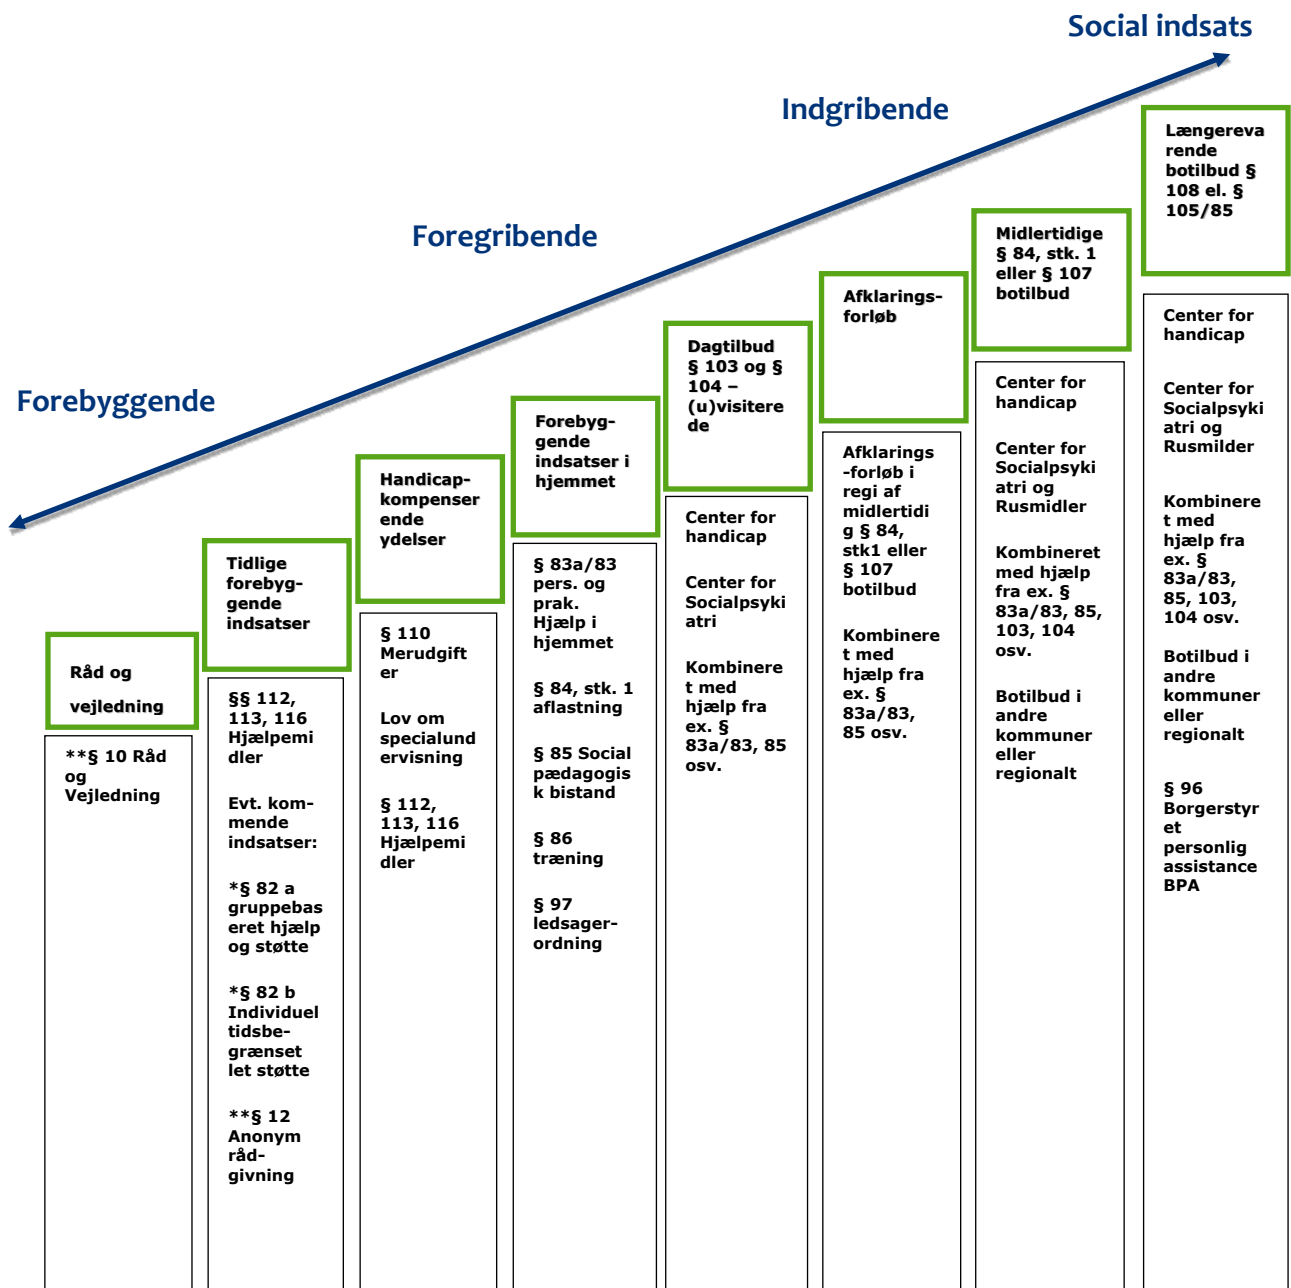 Social indsats
Indgribende
Foregribende
Forebyggende
Råd og
vejledning
**§ 10 Råd
og
Vejledning
Tidlige
forebyg-
gende
indsatser
§§ 112,
113, 116
Hjælpemi
dler
Evt. kom-
mende
indsatser:
*§ 82 a
gruppebas
eret hjælp
og støtte
*§ 82 b
Individuel
tidsbe-
grænset
let støtte
**§ 12
Anonym
råd-
givning
Handicap-
kompenser
ende
ydelser
§ 110
Merudgift
er
Lov om
specialund
ervisning
§ 112,
113, 116
Hjælpemi
dler
Forebyg-
gende
indsatser i
hjemmet
§ 83a/83
pers. og
prak.
Hjælp i
hjemmet
§ 84, stk. 1
aflastning
§ 85 Social
pædagogis
k bistand
§ 86
træning
§ 97
ledsager-
ordning
Dagtilbud
§ 103 og §
104 –
(u)visitere
de
Center for
handicap
Center for
Socialpsyki
atri
Kombinere
t med
hjælp fra
ex. §
83a/83, 85
osv.
Afklarings-
forløb
Afklarings
-forløb i
regi af
midlertidi
g § 84,
stk1 eller
§ 107
botilbud
Kombinere
t med
hjælp fra
ex. §
83a/83,
85 osv.
Midlertidige
§ 84, stk. 1
eller § 107
botilbud
Center for
handicap
Center for
Socialpsyki
atri og
Rusmidler
Kombineret
med hjælp
fra ex. §
83a/83, 85,
103, 104
osv.
Botilbud i
andre
kommuner
eller
regionalt
Længereva
rende
botilbud §
108 el. §
105/85
Center for
handicap
Center for
Socialpsyki
atri og
Rusmilder
Kombinere
t med
hjælp fra
ex. §
83a/83,
85, 103,
104 osv.
Botilbud i
andre
kommuner
eller
regionalt
§ 96
Borgerstyr
et
personlig
assistance
BPA